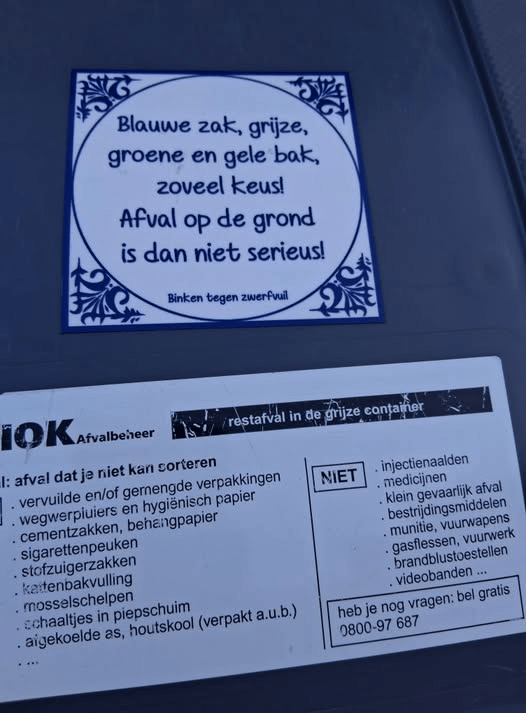 Blauwe zak, grijze,
groene en gele bak,
zoveel keus!
Afval op de grond
is dan niet serieus!
Binken tegen zwerfvuil
IOK Afvalbeheer
restafval in de grijze container
l: afval dat je niet kan sorteren
. vervuilde en/of gemengde verpakkingen
. wegwerpluiers en hygiënisch papier
. cementzakken, behangpapier
. sigarettenpeuken
. stofzuigerzakken
. kattenbakvulling
. mosselschelpen
. schaaltjes in piepschuim
. afgekoelde as, houtskool (verpakt a.u.b.)
. ...
NIET
. injectienaalden
. medicijnen
. klein gevaarlijk afval
. bestrijdingsmiddelen
. munitie, vuurwapens
. gasflessen, vuurwerk
. brandblustoestellen
. videobanden ...
heb je nog vragen: bel gratis
0800-97 687